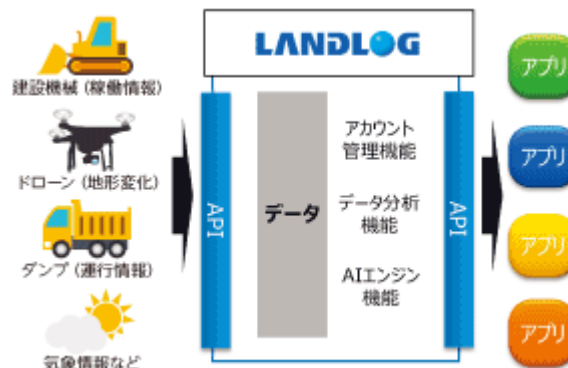 LANDLOG
建設機械（稼働情報）
ドローン（地形変化）
ダンプ（運行情報）
気象情報など
API
データ
アカウント
管理機能
データ分析
機能
AIエンジン
機能
API
アプリ
アプリ
アプリ
アプリ